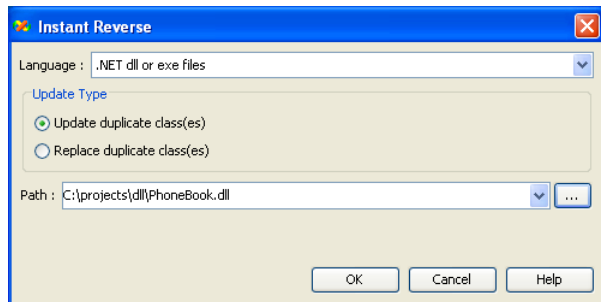 Instant Reverse
Language : .NET dll or exe files
Update Type
Update duplicate class(es)
Replace duplicate class(es)
Path : C:\projects\dll\PhoneBook.dll ...
OK Cancel Help